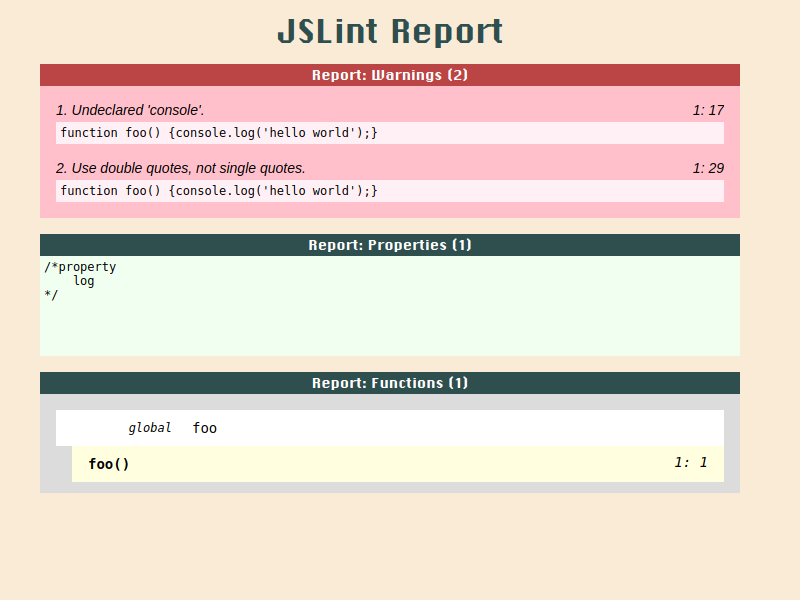 JSLint Report
Report: Warnings (2)
1. Undeclared 'console'. 1: 17
function foo() {console.log('hello world');}
2. Use double quotes, not single quotes. 1: 29
function foo() {console.log('hello world');}
Report: Properties (1)
/*property
    log
*/
Report: Functions (1)
global foo
foo() 1: 1